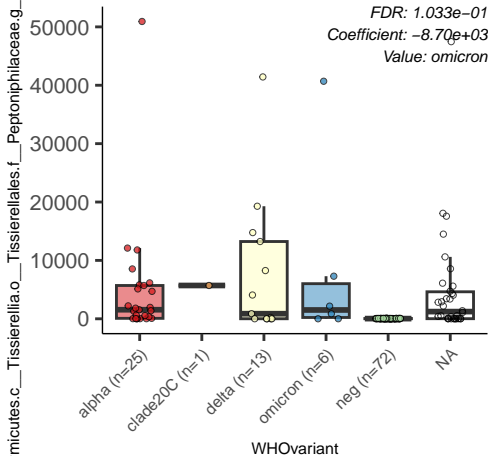 FDR: 1.033e−01
Coefficient: −8.70e+03
Value: omicron
micutes.c__Tissierellia.o__Tissierellales.f__Peptoniphilaceae.g_
50000
40000
30000
20000
10000
0
alpha (n=25)
clade20C (n=1)
delta (n=13)
omicron (n=6)
neg (n=72)
NA
WHOvariant